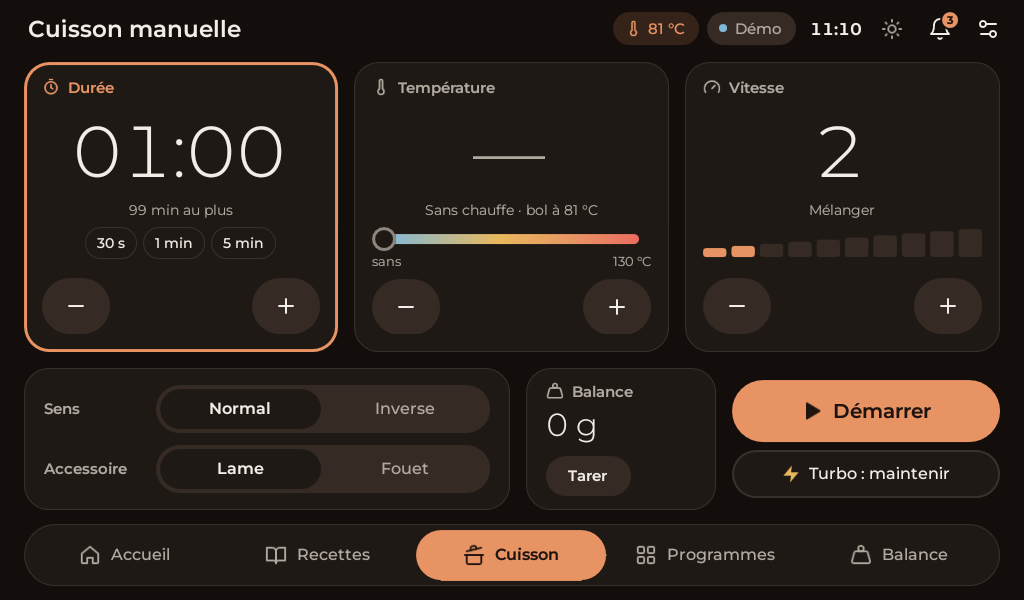 Cuisson manuelle
81 °C
Démo
11:10
3
Durée
01:00
99 min au plus
30 s
1 min
5 min
Température
Sans chauffe · bol à 81 °C
sans
130 °C
Vitesse
2
Mélanger
Sens
Normal
Inverse
Accessoire
Lame
Fouet
Balance
0 g
Tarer
Démarrer
Turbo : maintenir
Accueil
Recettes
Cuisson
Programmes
Balance